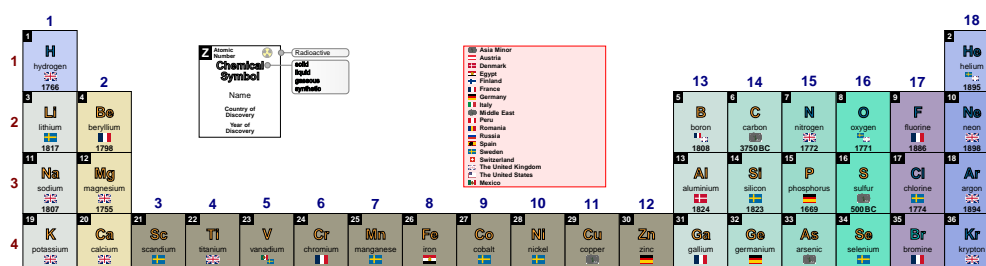 1
18
1
H
hydrogen
1766
Z
Atomic
Number
Radioactive
Chemical
Symbol
solid
liquid
gaseous
synthetic
Name
Country of
Discovery
Year of
Discovery
Asia Minor
Austria
Denmark
Egypt
Finland
France
Germany
Italy
Middle East
Peru
Romania
Russia
Spain
Sweden
Switzerland
The United Kingdom
The United States
Mexico
2
He
helium
1895
1
2
13 14 15 16 17
3
Li
lithium
1817
4
Be
beryllium
1798
5
B
boron
1808
6
C
carbon
3750 BC
7
N
nitrogen
1772
8
O
oxygen
1771
9
F
fluorine
1886
10
Ne
neon
1898
2
11
Na
sodium
1807
12
Mg
magnesium
1755
13
Al
aluminium
1824
14
Si
silicon
1823
15
P
phosphorus
1669
16
S
sulfur
500 BC
17
Cl
chlorine
1774
18
Ar
argon
1894
3
3 4 5 6 7 8 9 10 11 12
19
K
potassium
20
Ca
calcium
21
Sc
scandium
22
Ti
titanium
23
V
vanadium
24
Cr
chromium
25
Mn
manganese
26
Fe
iron
27
Co
cobalt
28
Ni
nickel
29
Cu
copper
30
Zn
zinc
31
Ga
gallium
32
Ge
germanium
33
As
arsenic
34
Se
selenium
35
Br
bromine
36
Kr
krypton
4